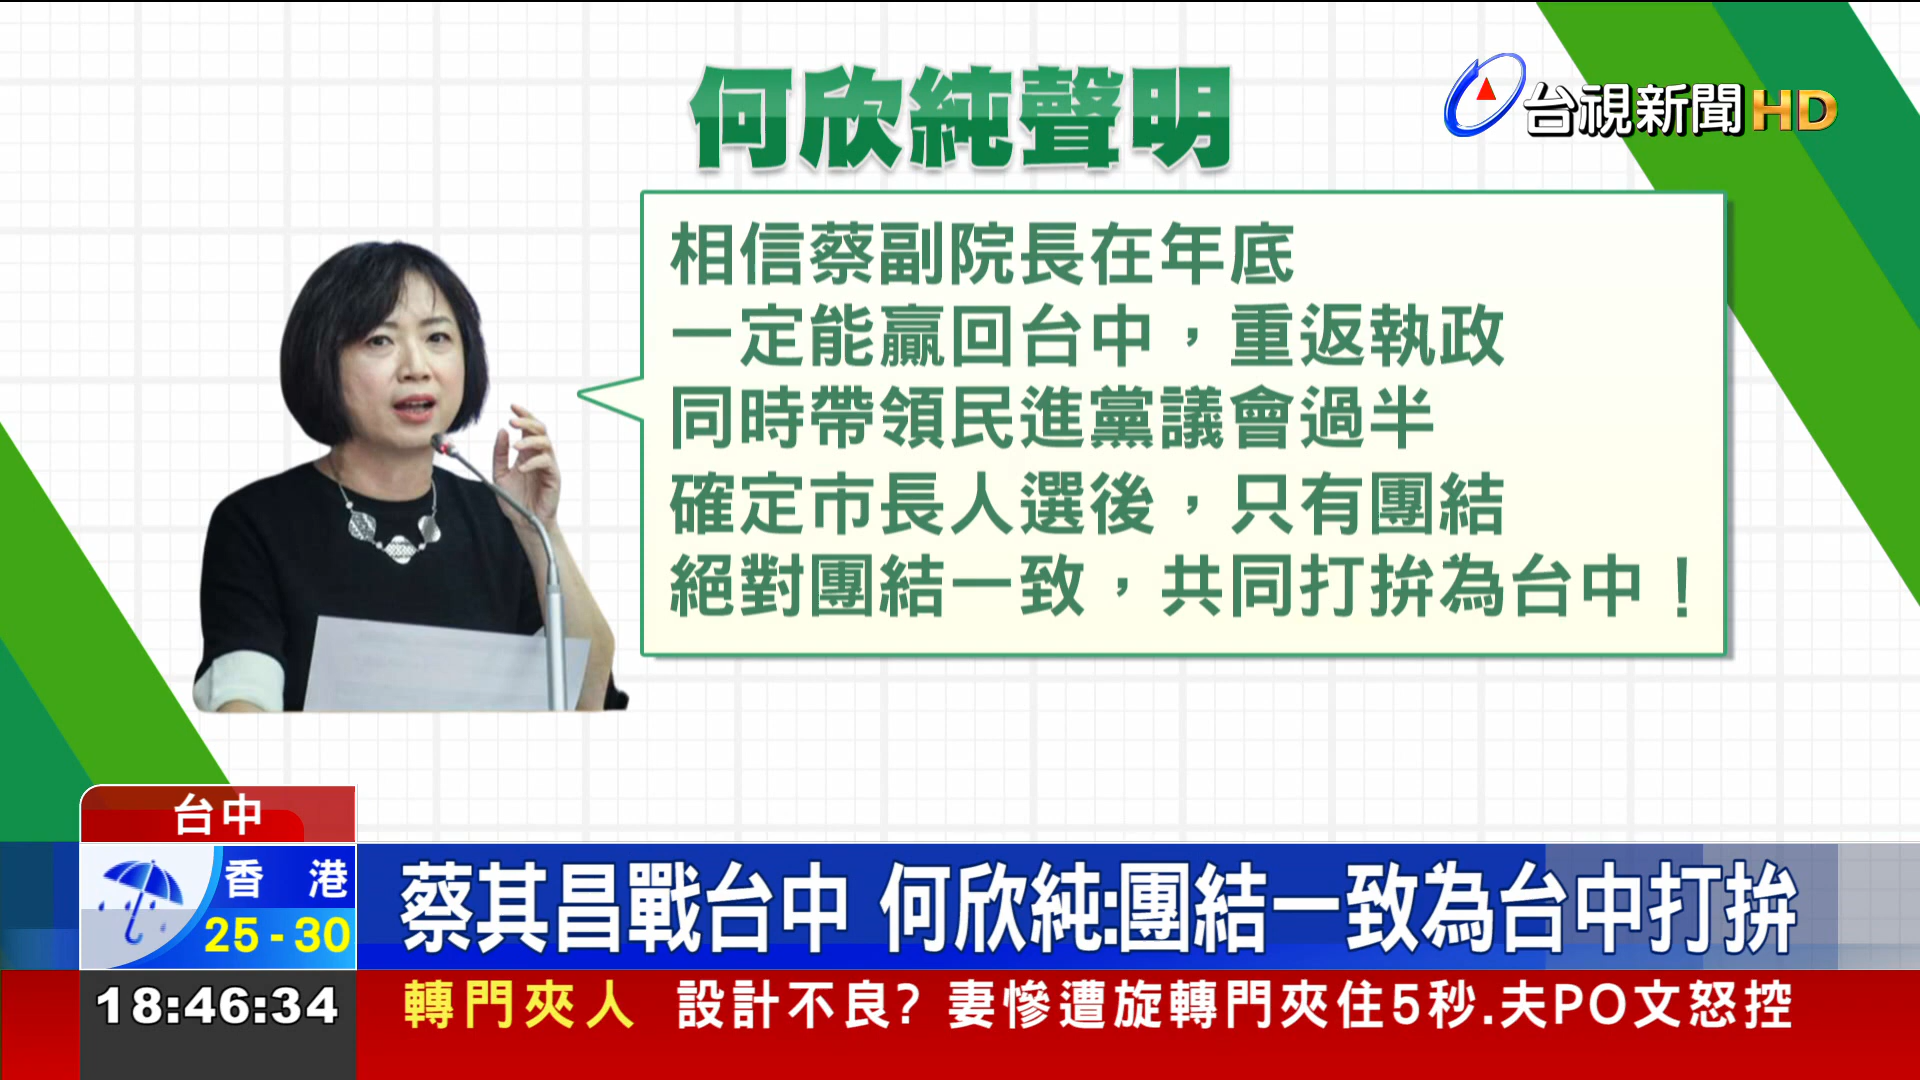 何欣純聲明
台視新聞HD
相信蔡副院長在年底
一定能贏回台中，重返執政
同時帶領民進黨議會過半
確定市長人選後，只有團結
絕對團結一致，共同打拚為台中！
台中
香港
25-30
蔡其昌戰台中 何欣純:團結一致為台中打拚
18:46:34
轉門夾人 設計不良? 妻慘遭旋轉門夾住5秒.夫PO文怒控